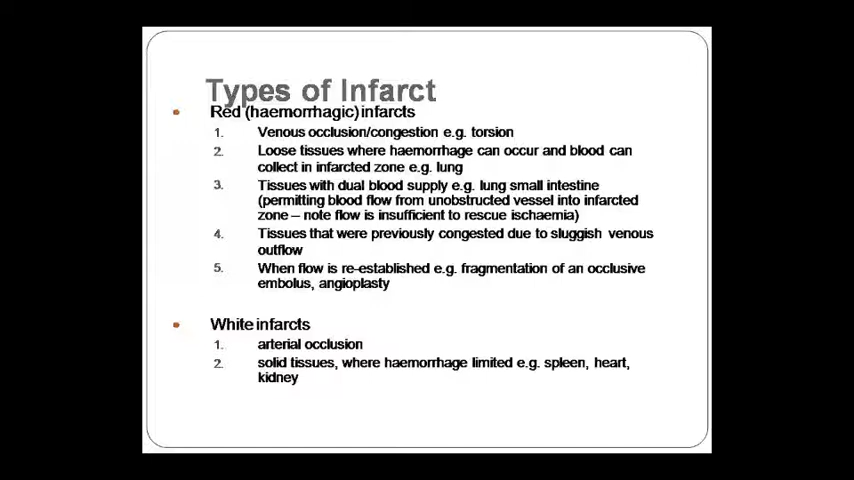 Types of Infarct
• Red (haemorrhagic) infarcts
1. Venous occlusion/congestion e.g. torsion
2. Loose tissues where haemorrhage can occur and blood can
collect in infarcted zone e.g. lung
3. Tissues with dual blood supply e.g. lung small intestine
(permitting blood flow from unobstructed vessel into infarcted
zone – note flow is insufficient to rescue ischaemia)
4. Tissues that were previously congested due to sluggish venous
outflow
5. When flow is re-established e.g. fragmentation of an occlusive
embolus, angioplasty
• White infarcts
1. arterial occlusion
2. solid tissues, where haemorrhage limited e.g. spleen, heart,
kidney